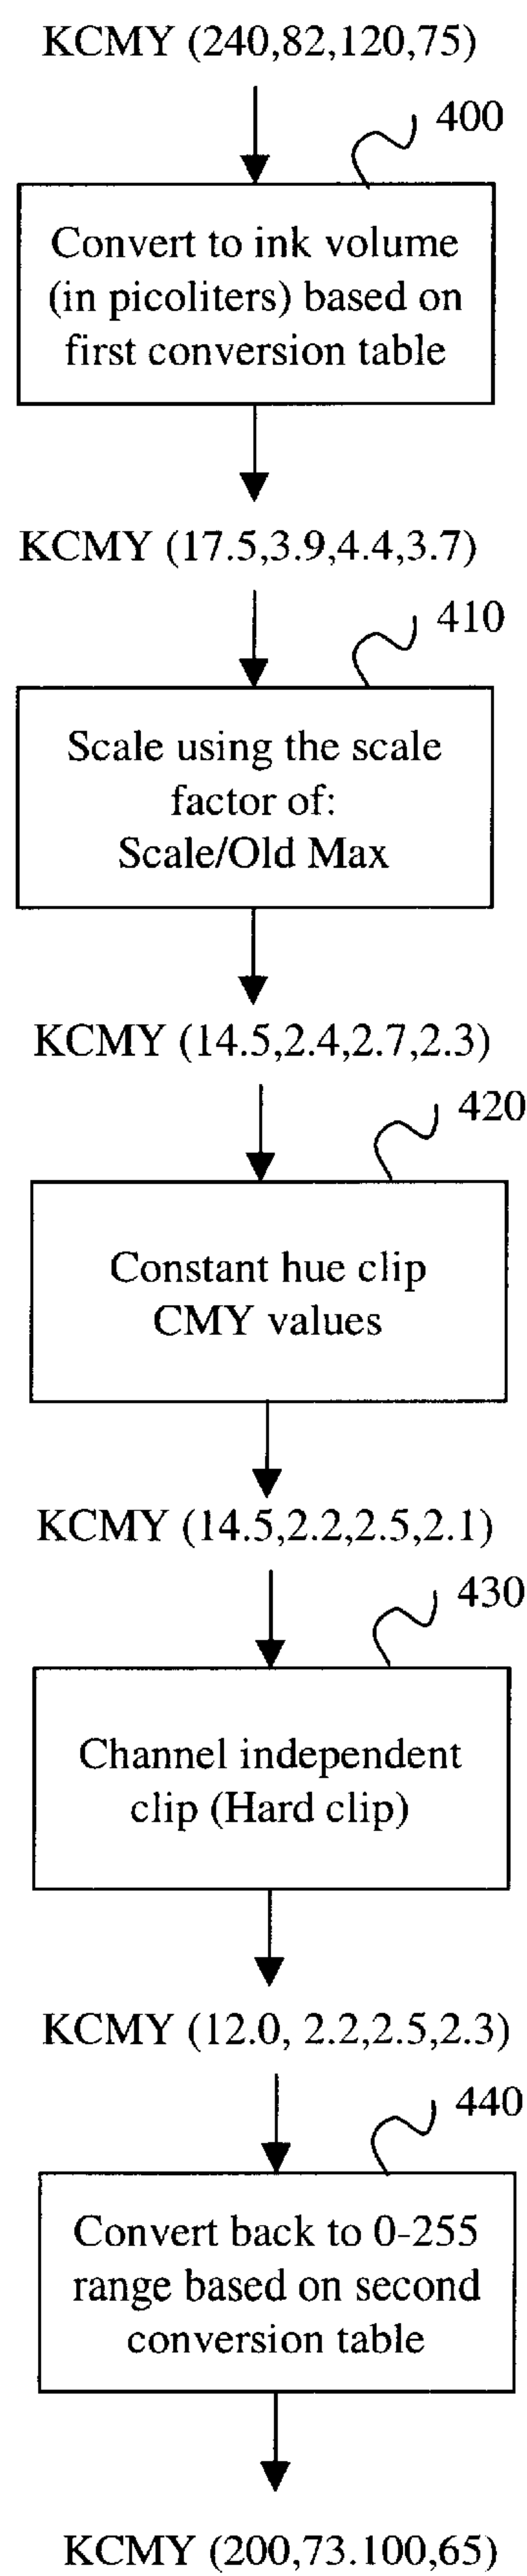 KCMY (240,82,120,75)
400
Convert to ink volume
(in picoliters) based on
first conversion table
KCMY (17.5,3.9,4.4,3.7)
410
Scale using the scale
factor of:
Scale/Old Max
KCMY (14.5,2.4,2.7,2.3)
420
Constant hue clip
CMY values
KCMY (14.5,2.2,2.5,2.1)
430
Channel independent
clip (Hard clip)
KCMY (12.0, 2.2,2.5,2.3)
440
Convert back to 0-255
range based on second
conversion table
KCMY (200,73.100,65)